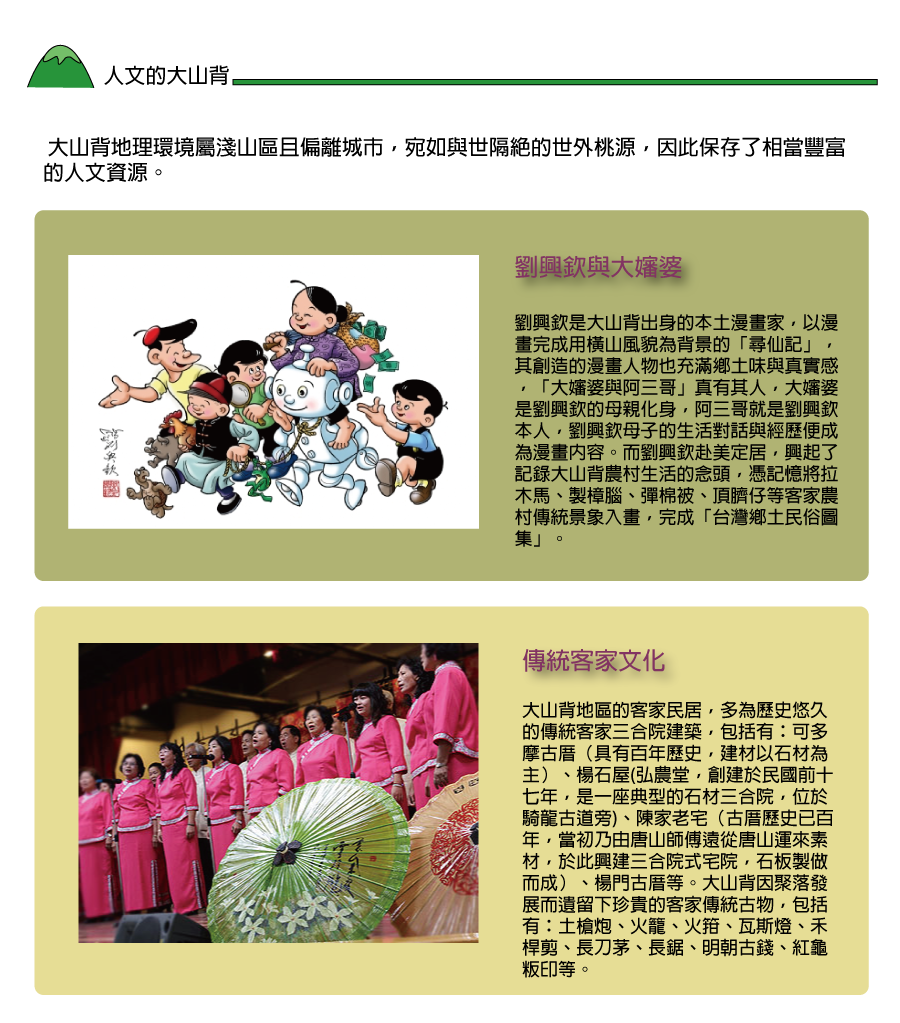 人文的大山背
大山背地理環境屬淺山區且偏離城市，宛如與世隔絕的世外桃源，因此保存了相當豐富
的人文資源。
劉興欽與大嬸婆
劉興欽是大山背出身的本土漫畫家，以漫
畫完成用橫山風貌為背景的「尋仙記」，
其創造的漫畫人物也充滿鄉土味與真實感
，「大嬸婆與阿三哥」真有其人，大嬸婆
是劉興欽的母親化身，阿三哥就是劉興欽
本人，劉興欽母子的生活對話與經歷便成
為漫畫內容。而劉興欽赴美定居，興起了
記錄大山背農村生活的念頭，憑記憶將拉
木馬、製樟腦、彈棉被、頂臍仔等客家農
村傳統景象入畫，完成「台灣鄉土民俗圖
集」。
傳統客家文化
大山背地區的客家民居，多為歷史悠久
的傳統客家三合院建築，包括有：可多
摩古厝（具有百年歷史，建材以石材為
主）、楊石屋(弘農堂，創建於民國前十
七年，是一座典型的石材三合院，位於
騎龍古道旁)、陳家老宅（古厝歷史已百
年，當初乃由唐山師傅遠從唐山運來素
材，於此興建三合院式宅院，石板製做
而成）、楊門古厝等。大山背因聚落發
展而遺留下珍貴的客家傳統古物，包括
有：土槍炮、火籠、火箝、瓦斯燈、禾
桿剪、長刀茅、長鋸、明朝古錢、紅龜
粄印等。